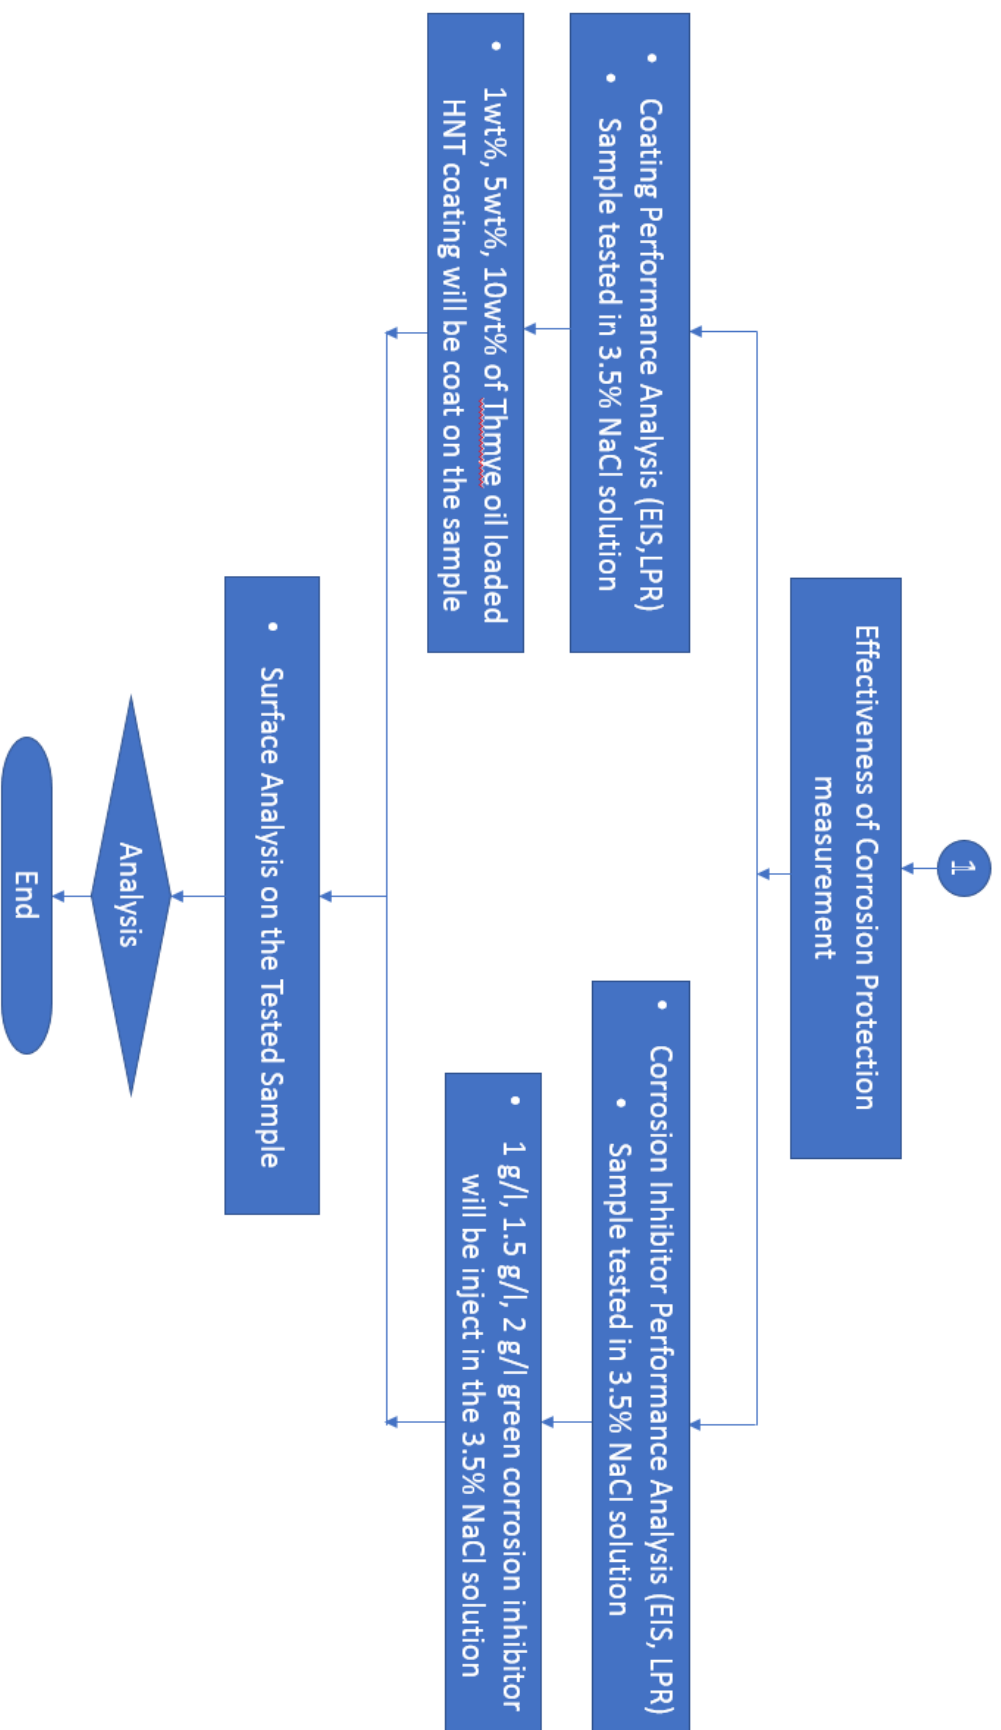 1
Effectiveness of Corrosion Protection
measurement
• Coating Performance Analysis (EIS,LPR)
• Sample tested in 3.5% NaCl solution
• 1wt%, 5wt%, 10wt% of Thmye oil loaded
HNT coating will be coat on the sample
• Corrosion Inhibitor Performance Analysis (EIS, LPR)
• Sample tested in 3.5% NaCl solution
• 1 g/l, 1.5 g/l, 2 g/l green corrosion inhibitor
will be inject in the 3.5% NaCl solution
• Surface Analysis on the Tested Sample
Analysis
End